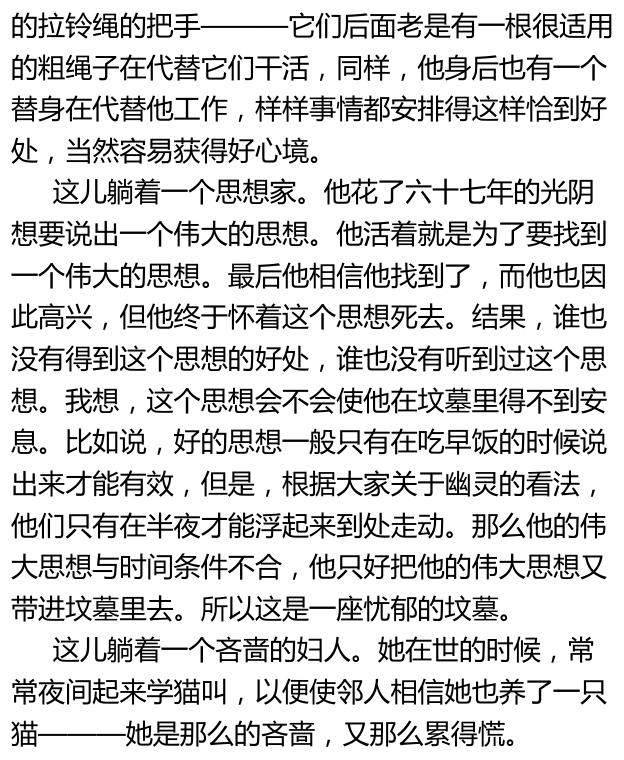 的拉铃绳的把手————它们后面老是有一根很适用
的粗绳子在代替它们干活，同样，他身后也有一个
替身在代替他工作，样样事情都安排得这样恰到好
处，当然容易获得好心境。
这儿躺着一个思想家。他花了六十七年的光阴
想要说出一个伟大的思想。他活着就是为了要找到
一个伟大的思想。最后他相信他找到了，而他也因
此高兴，但他终于怀着这个思想死去。结果，谁也
没有得到这个思想的好处，谁也没有听到过这个思
想。我想，这个思想会不会使他在坟墓里得不到安
息。比如说，好的思想一般只有在吃早饭的时候说
出来才能有效，但是，根据大家关于幽灵的看法，
他们只有在半夜才能浮起来到处走动。那么他的伟
大思想与时间条件不合，他只好把他的伟大思想又
带进坟墓里去。所以这是一座忧郁的坟墓。
这儿躺着一个吝啬的妇人。她在世的时候，常
常夜间起来学猫叫，以便使邻人相信她也养了一只
猫————她是那么的吝啬，又那么累得慌。